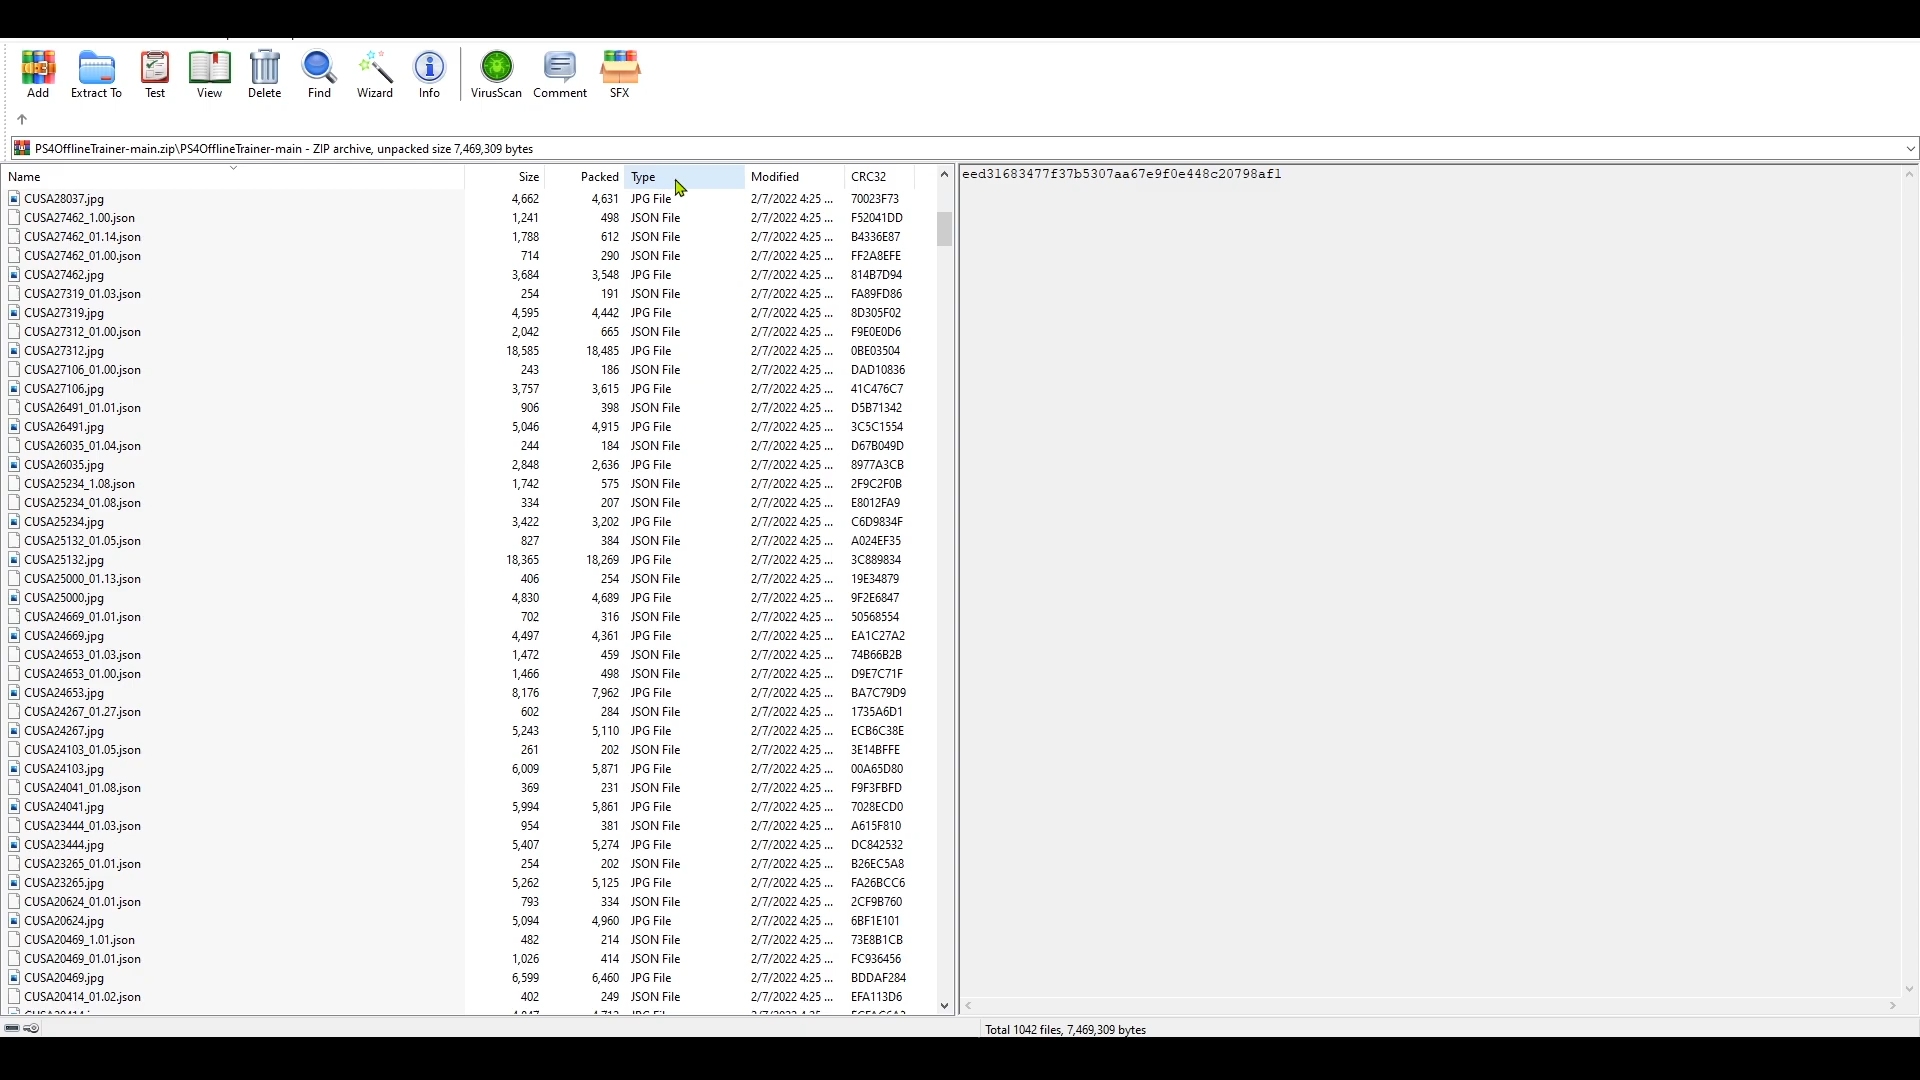 Add Extract To Test View Delete Find Wizard Info VirusScan Comment SFX
PS4OfflineTrainer-main.zip\PS4OfflineTrainer-main - ZIP archive, unpacked size 7,469,309 bytes
Name Size Packed Type Modified CRC32
eed31683477f37b5307aa67e9f0e448c20798af1
CUSA28037.jpg 4,662 4,631 JPG File 2/7/2022 4:25 ... 70023F73
CUSA27462_1.00.json 1,241 498 JSON File 2/7/2022 4:25 ... F52041DD
CUSA27462_01.14.json 1,788 612 JSON File 2/7/2022 4:25 ... B4336E87
CUSA27462_01.00.json 714 290 JSON File 2/7/2022 4:25 ... FF2A8EFE
CUSA27462.jpg 3,684 3,548 JPG File 2/7/2022 4:25 ... 814B7D94
CUSA27319_01.03.json 254 191 JSON File 2/7/2022 4:25 ... FA89FD86
CUSA27319.jpg 4,595 4,442 JPG File 2/7/2022 4:25 ... 8D305F02
CUSA27312_01.00.json 2,042 665 JSON File 2/7/2022 4:25 ... F9E0E0D6
CUSA27312.jpg 18,585 18,485 JPG File 2/7/2022 4:25 ... 0BE03504
CUSA27106_01.00.json 243 186 JSON File 2/7/2022 4:25 ... DAD10836
CUSA27106.jpg 3,757 3,615 JPG File 2/7/2022 4:25 ... 41C476C7
CUSA26491_01.01.json 906 398 JSON File 2/7/2022 4:25 ... D5B71342
CUSA26491.jpg 5,046 4,915 JPG File 2/7/2022 4:25 ... 3C5C1554
CUSA26035_01.04.json 244 184 JSON File 2/7/2022 4:25 ... D67B049D
CUSA26035.jpg 2,848 2,636 JPG File 2/7/2022 4:25 ... 8977A3CB
CUSA25234_1.08.json 1,742 575 JSON File 2/7/2022 4:25 ... 2F9C2F0B
CUSA25234_01.08.json 334 207 JSON File 2/7/2022 4:25 ... E8012FA9
CUSA25234.jpg 3,422 3,202 JPG File 2/7/2022 4:25 ... C6D9834F
CUSA25132_01.05.json 827 384 JSON File 2/7/2022 4:25 ... A024EF35
CUSA25132.jpg 18,365 18,269 JPG File 2/7/2022 4:25 ... 3C889834
CUSA25000_01.13.json 406 254 JSON File 2/7/2022 4:25 ... 19E34879
CUSA25000.jpg 4,830 4,689 JPG File 2/7/2022 4:25 ... 9F2E6847
CUSA24669_01.01.json 702 316 JSON File 2/7/2022 4:25 ... 50568554
CUSA24669.jpg 4,497 4,361 JPG File 2/7/2022 4:25 ... EA1C27A2
CUSA24653_01.03.json 1,472 459 JSON File 2/7/2022 4:25 ... 74B66B2B
CUSA24653_01.00.json 1,466 498 JSON File 2/7/2022 4:25 ... D9E7C71F
CUSA24653.jpg 8,176 7,962 JPG File 2/7/2022 4:25 ... BA7C79D9
CUSA24267_01.27.json 602 284 JSON File 2/7/2022 4:25 ... 1735A6D1
CUSA24267.jpg 5,243 5,110 JPG File 2/7/2022 4:25 ... ECB6C38E
CUSA24103_01.05.json 261 202 JSON File 2/7/2022 4:25 ... 3E14BFFE
CUSA24103.jpg 6,009 5,871 JPG File 2/7/2022 4:25 ... 00A65D80
CUSA24041_01.08.json 369 231 JSON File 2/7/2022 4:25 ... F9F3FBFD
CUSA24041.jpg 5,994 5,861 JPG File 2/7/2022 4:25 ... 7028ECD0
CUSA23444_01.03.json 954 381 JSON File 2/7/2022 4:25 ... A615F810
CUSA23444.jpg 5,407 5,274 JPG File 2/7/2022 4:25 ... DC842532
CUSA23265_01.01.json 254 202 JSON File 2/7/2022 4:25 ... B26EC5A8
CUSA23265.jpg 5,262 5,125 JPG File 2/7/2022 4:25 ... FA26BCC6
CUSA20624_01.01.json 793 334 JSON File 2/7/2022 4:25 ... 2CF9B760
CUSA20624.jpg 5,094 4,960 JPG File 2/7/2022 4:25 ... 6BF1E101
CUSA20469_1.01.json 482 214 JSON File 2/7/2022 4:25 ... 73E8B1CB
CUSA20469_01.01.json 1,026 414 JSON File 2/7/2022 4:25 ... FC936456
CUSA20469.jpg 6,599 6,460 JPG File 2/7/2022 4:25 ... BDDAF284
CUSA20414_01.02.json 402 249 JSON File 2/7/2022 4:25 ... EFA113D6
Total 1042 files, 7,469,309 bytes